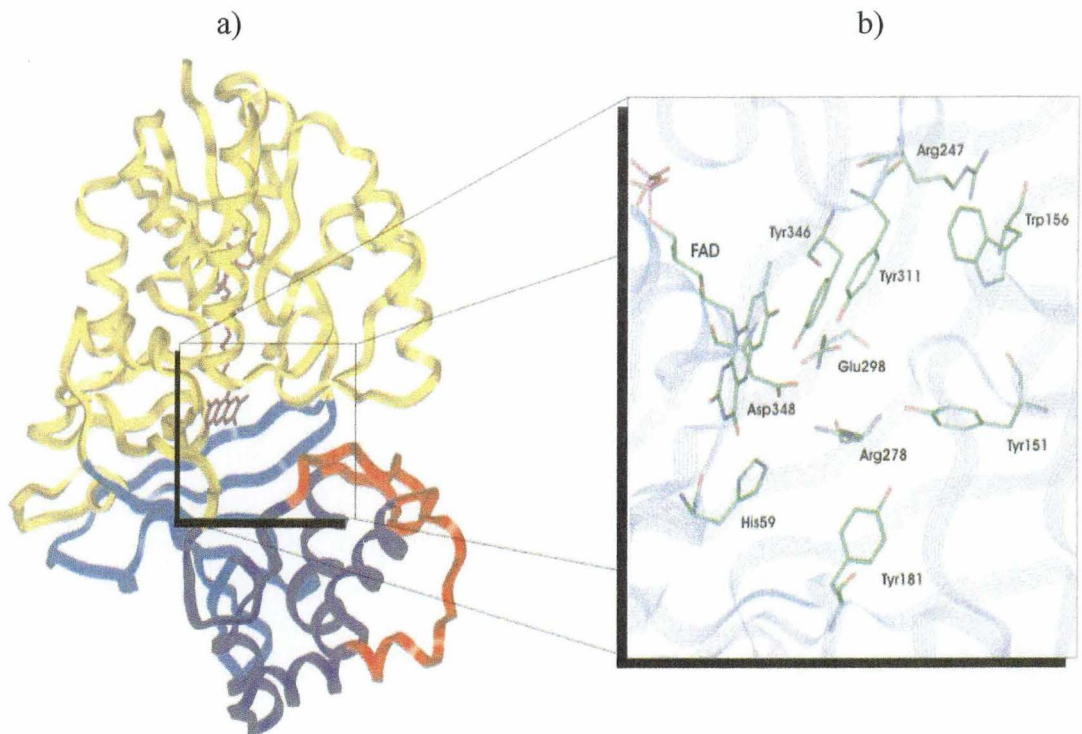 a)
b)
Arg247
Trp156
Tyr346
FAD
Tyr311
Glu298
Asp348
Arg278
Tyr151
His59
Tyr181